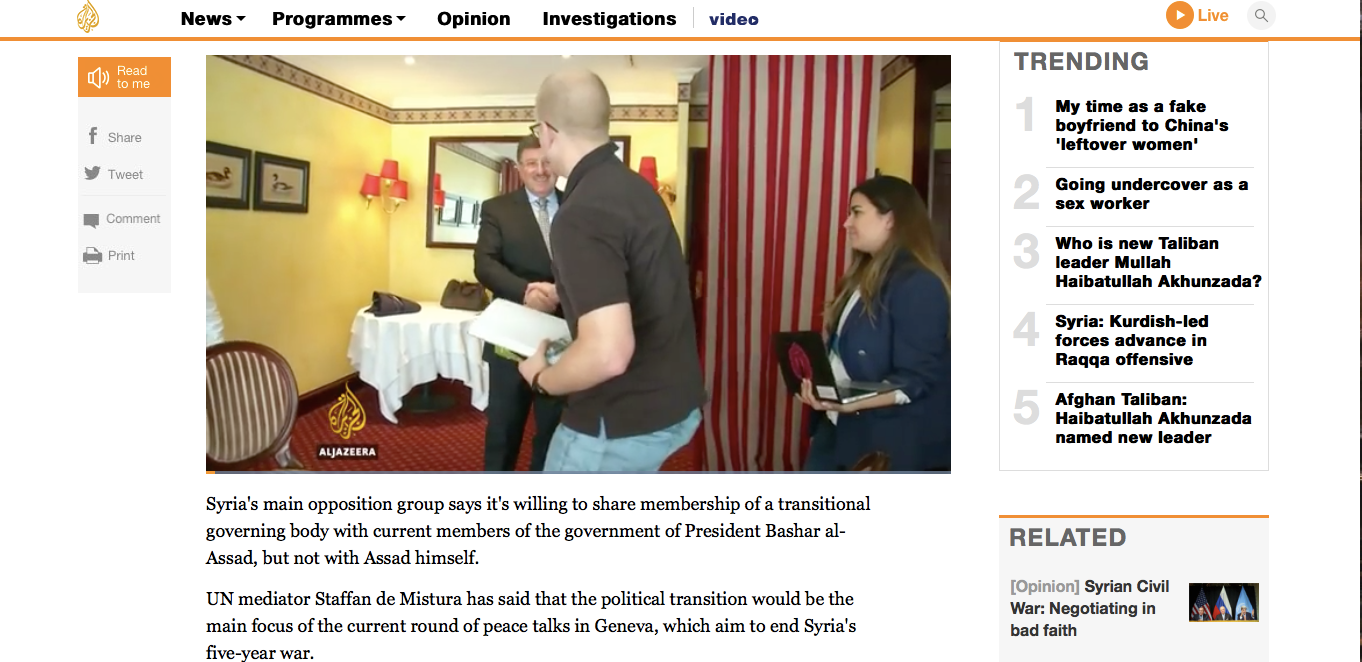 News Programmes Opinion Investigations video Live
Read
to me
Share
Tweet
Comment
Print
ALJAZEERA
Syria's main opposition group says it's willing to share membership of a transitional
governing body with current members of the government of President Bashar al-
Assad, but not with Assad himself.
UN mediator Staffan de Mistura has said that the political transition would be the
main focus of the current round of peace talks in Geneva, which aim to end Syria's
five-year war.
TRENDING
1 My time as a fake
boyfriend to China's
'leftover women'
2 Going undercover as a
sex worker
3 Who is new Taliban
leader Mullah
Haibatullah Akhunzada?
4 Syria: Kurdish-led
forces advance in
Raqqa offensive
5 Afghan Taliban:
Haibatullah Akhunzada
named new leader
RELATED
[Opinion] Syrian Civil
War: Negotiating in
bad faith